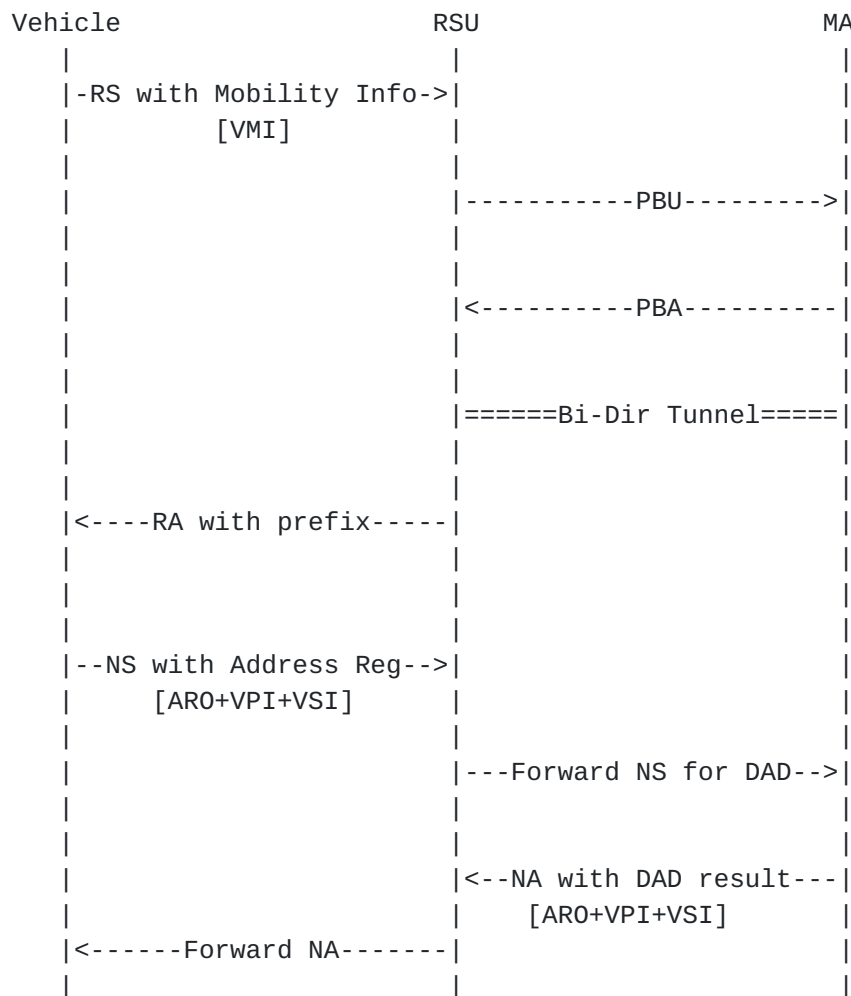 Vehicle RSU MA
-RS with Mobility Info->
[VMI]
-----------PBU--------->
<----------PBA----------
======Bi-Dir Tunnel=====
<----RA with prefix-----
--NS with Address Reg-->
[ARO+VPI+VSI]
---Forward NS for DAD-->
<--NA with DAD result---
[ARO+VPI+VSI]
<------Forward NA-------